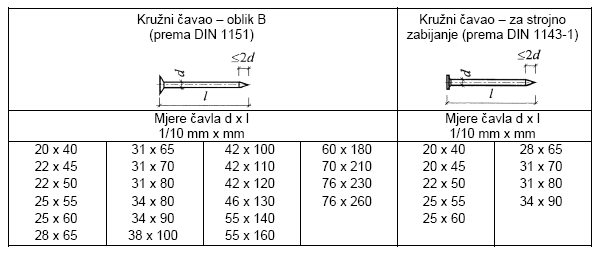 Kružni čavao – oblik B
(prema DIN 1151)
Kružni čavao – za strojno
zabijanje (prema DIN 1143-1)
≤2d
d
l
≤2d
d
l
Mjere čavla d x l
1/10 mm x mm
Mjere čavla d x l
1/10 mm x mm
20 x 40 31 x 65 42 x 100 60 x 180 20 x 40 28 x 65
22 x 45 31 x 70 42 x 110 70 x 210 20 x 45 31 x 70
22 x 50 31 x 80 42 x 120 76 x 230 22 x 50 31 x 80
25 x 55 34 x 80 46 x 130 76 x 260 25 x 55 34 x 90
25 x 60 34 x 90 55 x 140 25 x 60
28 x 65 38 x 100 55 x 160